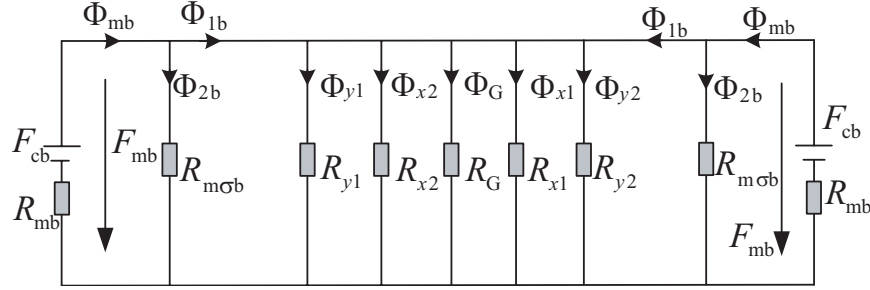 Φmb Φ1b Φ1b Φmb
Φ2b Φy1 Φx2 ΦG Φx1 Φy2 Φ2b
Fcb Fmb Rmσb Ry1 Rx2 RG Rx1 Ry2 Rmσb Fcb
Rmb Fmb Rmb